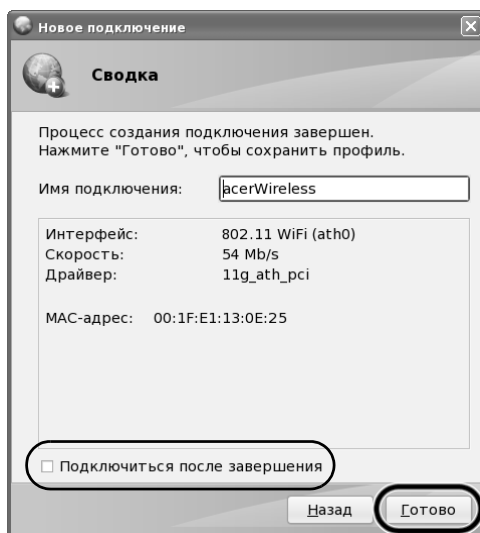 Новое подключение
Сводка
Процесс создания подключения завершен.
Нажмите "Готово", чтобы сохранить профиль.
Имя подключения: acerWireless
Интерфейс: 802.11 WiFi (ath0)
Скорость: 54 Mb/s
Драйвер: 11g_ath_pci
MAC-адрес: 00:1F:E1:13:0E:25
Подключиться после завершения
Назад Готово